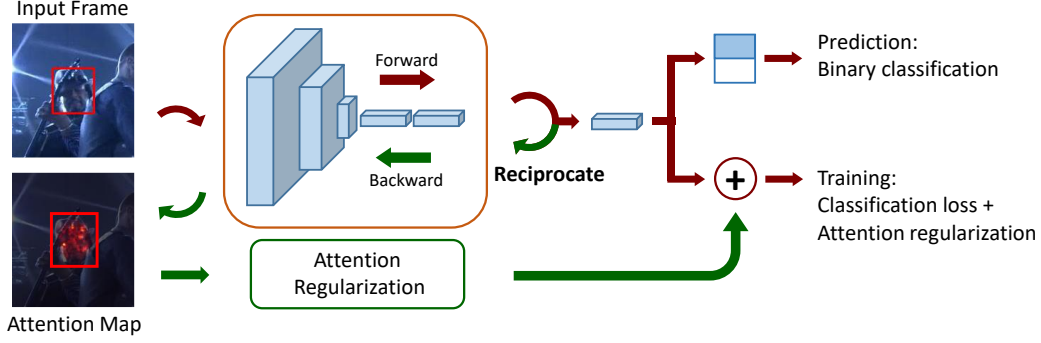 Input Frame
Forward
Backward
Reciprocate
Prediction:
Binary classification
+
Training:
Classification loss +
Attention regularization
Attention
Regularization
Attention Map